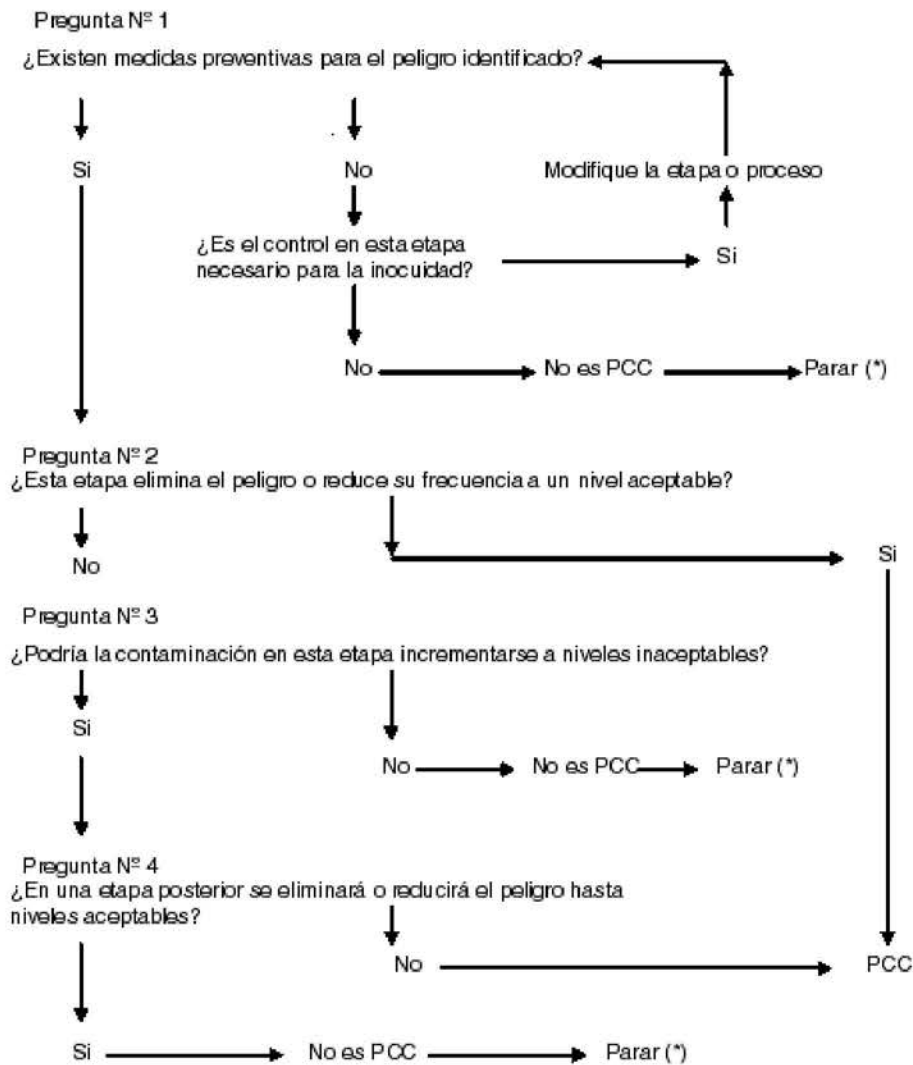 Pregunta Nº 1
¿Existen medidas preventivas para el peligro identificado?
Si
No
Modifique la etapa o proceso
¿Es el control en esta etapa
necesario para la inocuidad?
Si
No
No es PCC
Parar (*)
Pregunta Nº 2
¿Esta etapa elimina el peligro o reduce su frecuencia a un nivel aceptable?
No
Si
Pregunta Nº 3
¿Podría la contaminación en esta etapa incrementarse a niveles inaceptables?
Si
No
No es PCC
Parar (*)
Pregunta Nº 4
¿En una etapa posterior se eliminará o reducirá el peligro hasta
niveles aceptables?
No
PCC
Si
No es PCC
Parar (*)